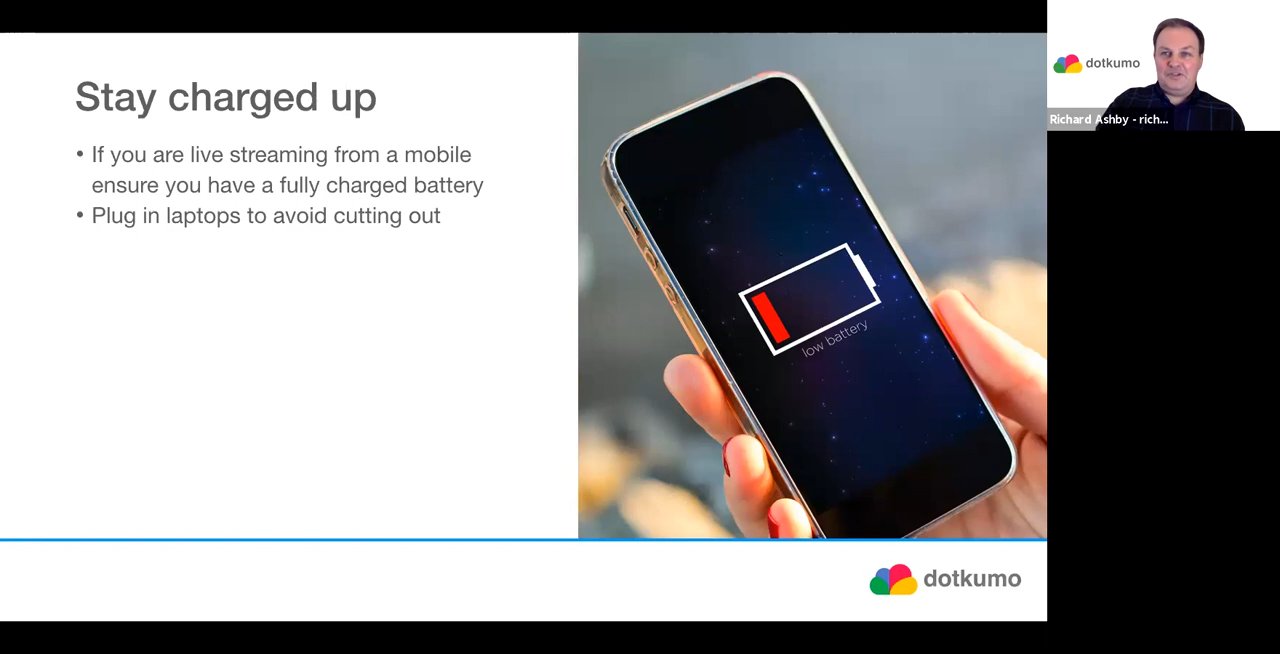 Stay charged up
• If you are live streaming from a mobile
ensure you have a fully charged battery
• Plug in laptops to avoid cutting out
low battery
dotkumo
dotkumo
Richard Ashby - rich...